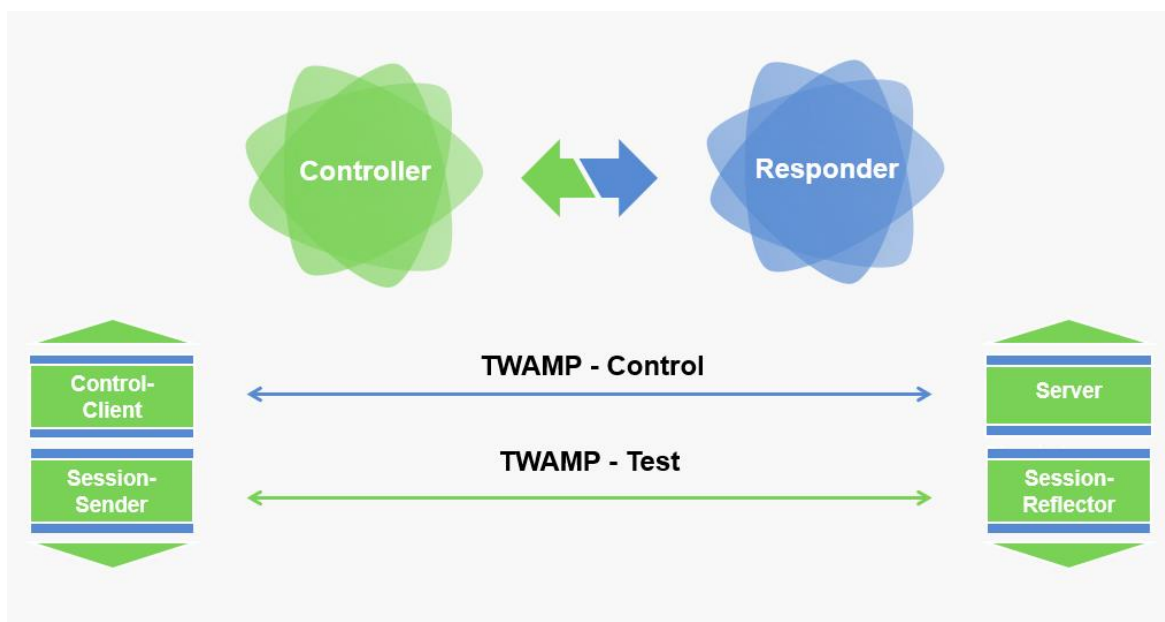 Controller
Responder
TWAMP - Control
Control-
Client
Server
TWAMP - Test
Session-
Sender
Session-
Reflector